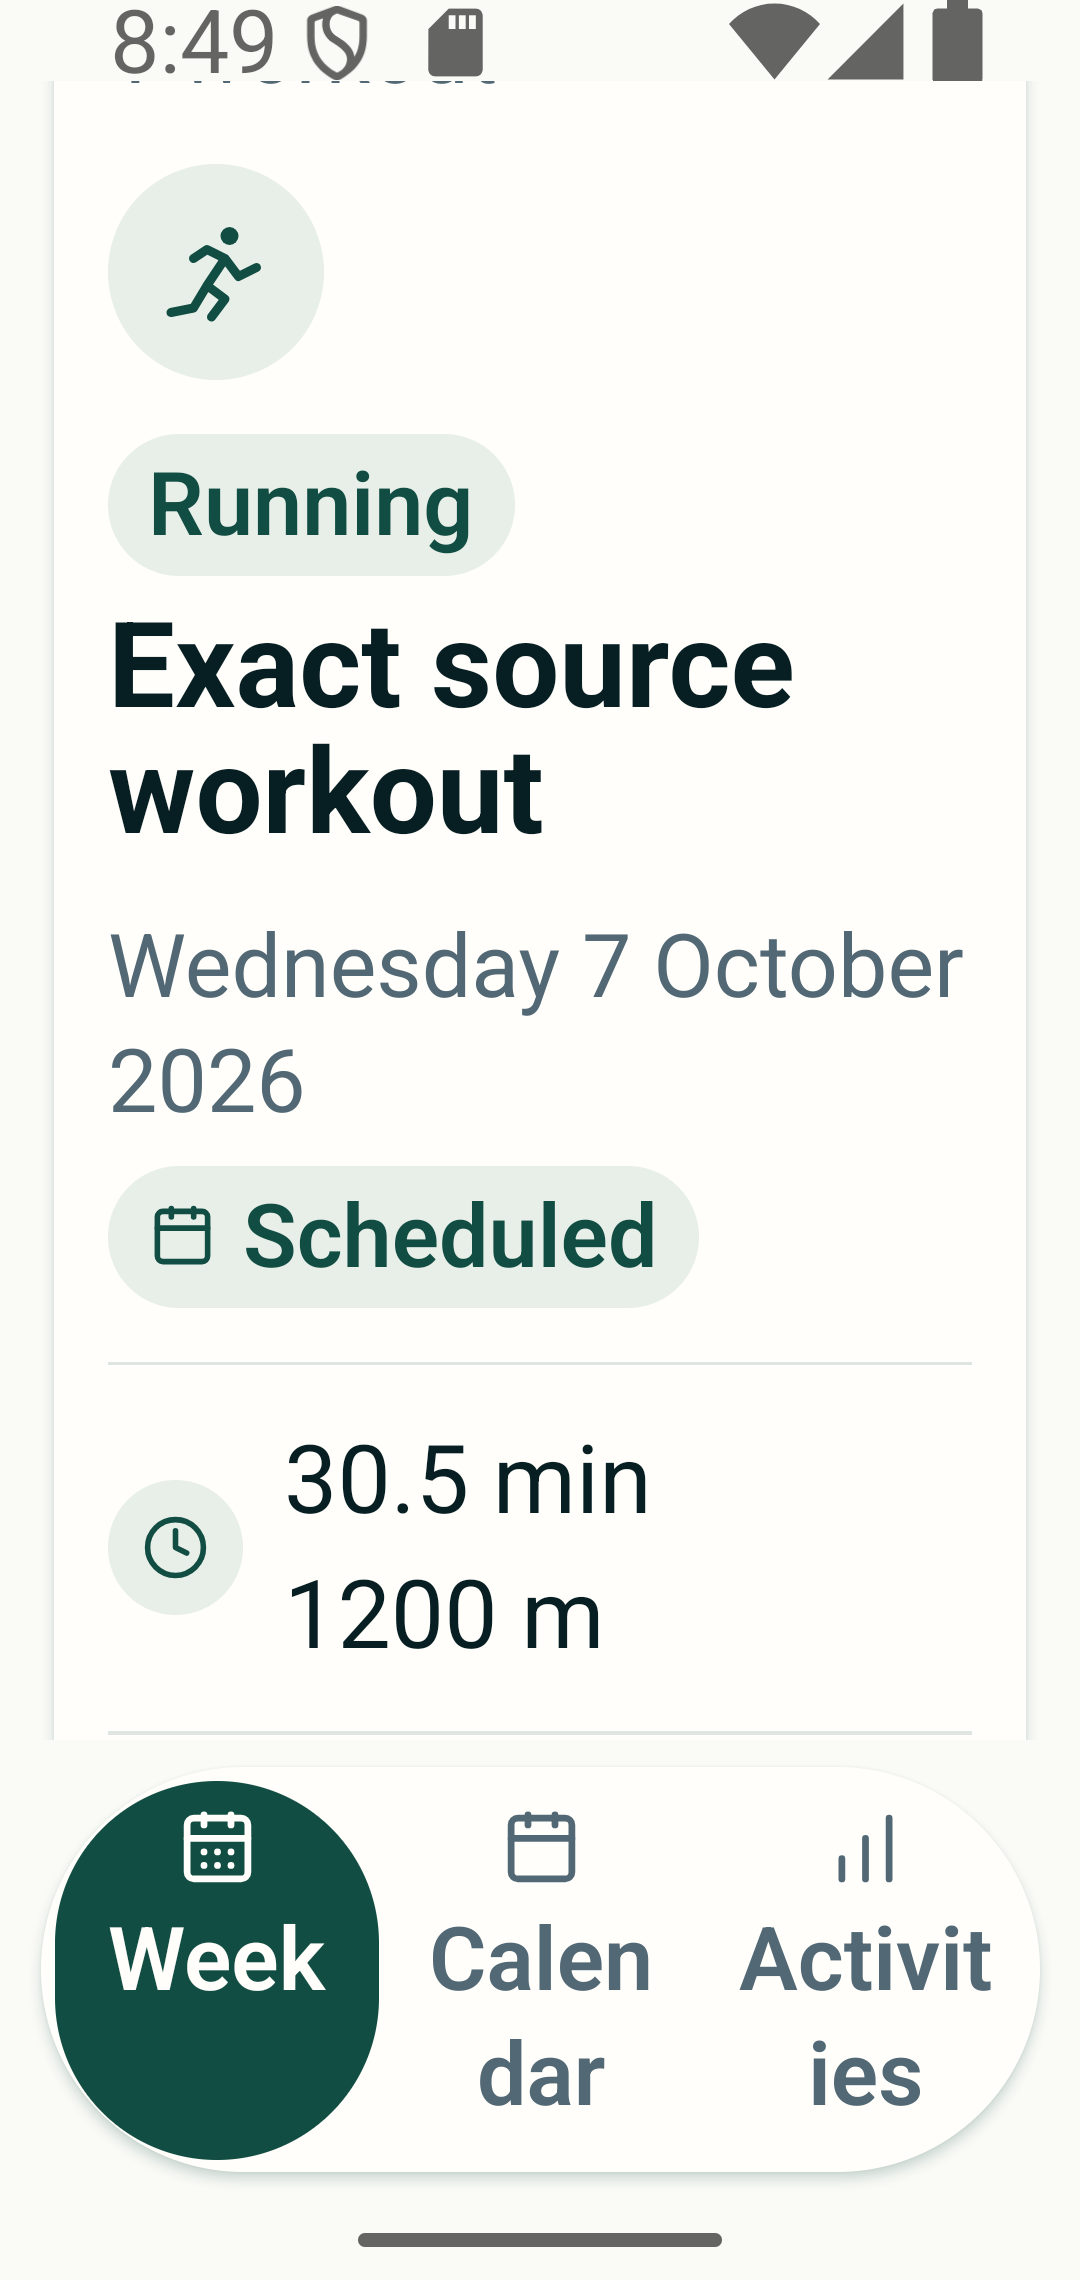 8:49
Running
Exact source
workout
Wednesday 7 October
2026
Scheduled
30.5 min
1200 m
Week
Calen
dar
Activit
ies